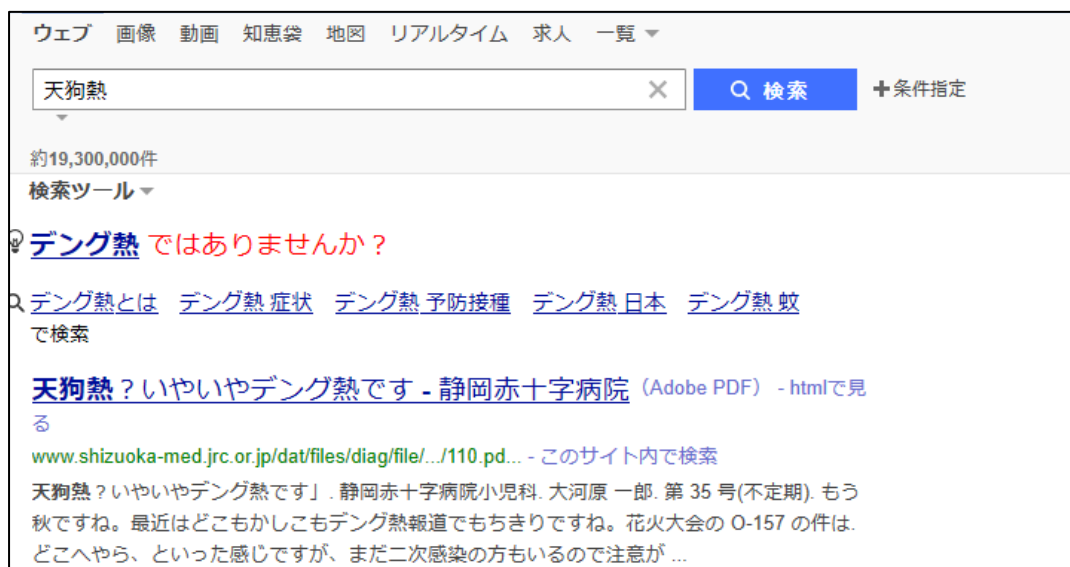 ウェブ 画像 動画 知恵袋 地図 リアルタイム 求人 一覧
天狗熱 検索 +条件指定
約19,300,000件
検索ツール
デング熱 ではありませんか？
デング熱とは デング熱 症状 デング熱 予防接種 デング熱 日本 デング熱 蚊
で検索
天狗熱？いやいやデング熱です - 静岡赤十字病院 （Adobe PDF） - htmlで見
る
www.shizuoka-med.jrc.or.jp/dat/files/diag/file/.../110.pd... - このサイト内で検索
天狗熱？いやいやデング熱です」. 静岡赤十字病院小児科. 大河原 一郎. 第 35 号(不定期). もう
秋ですね。最近はどこもかしこもデング熱報道でもちきりですね。花火大会の O-157 の件は.
どこへやら、といった感じですが、まだ二次感染の方もいるので注意が ...